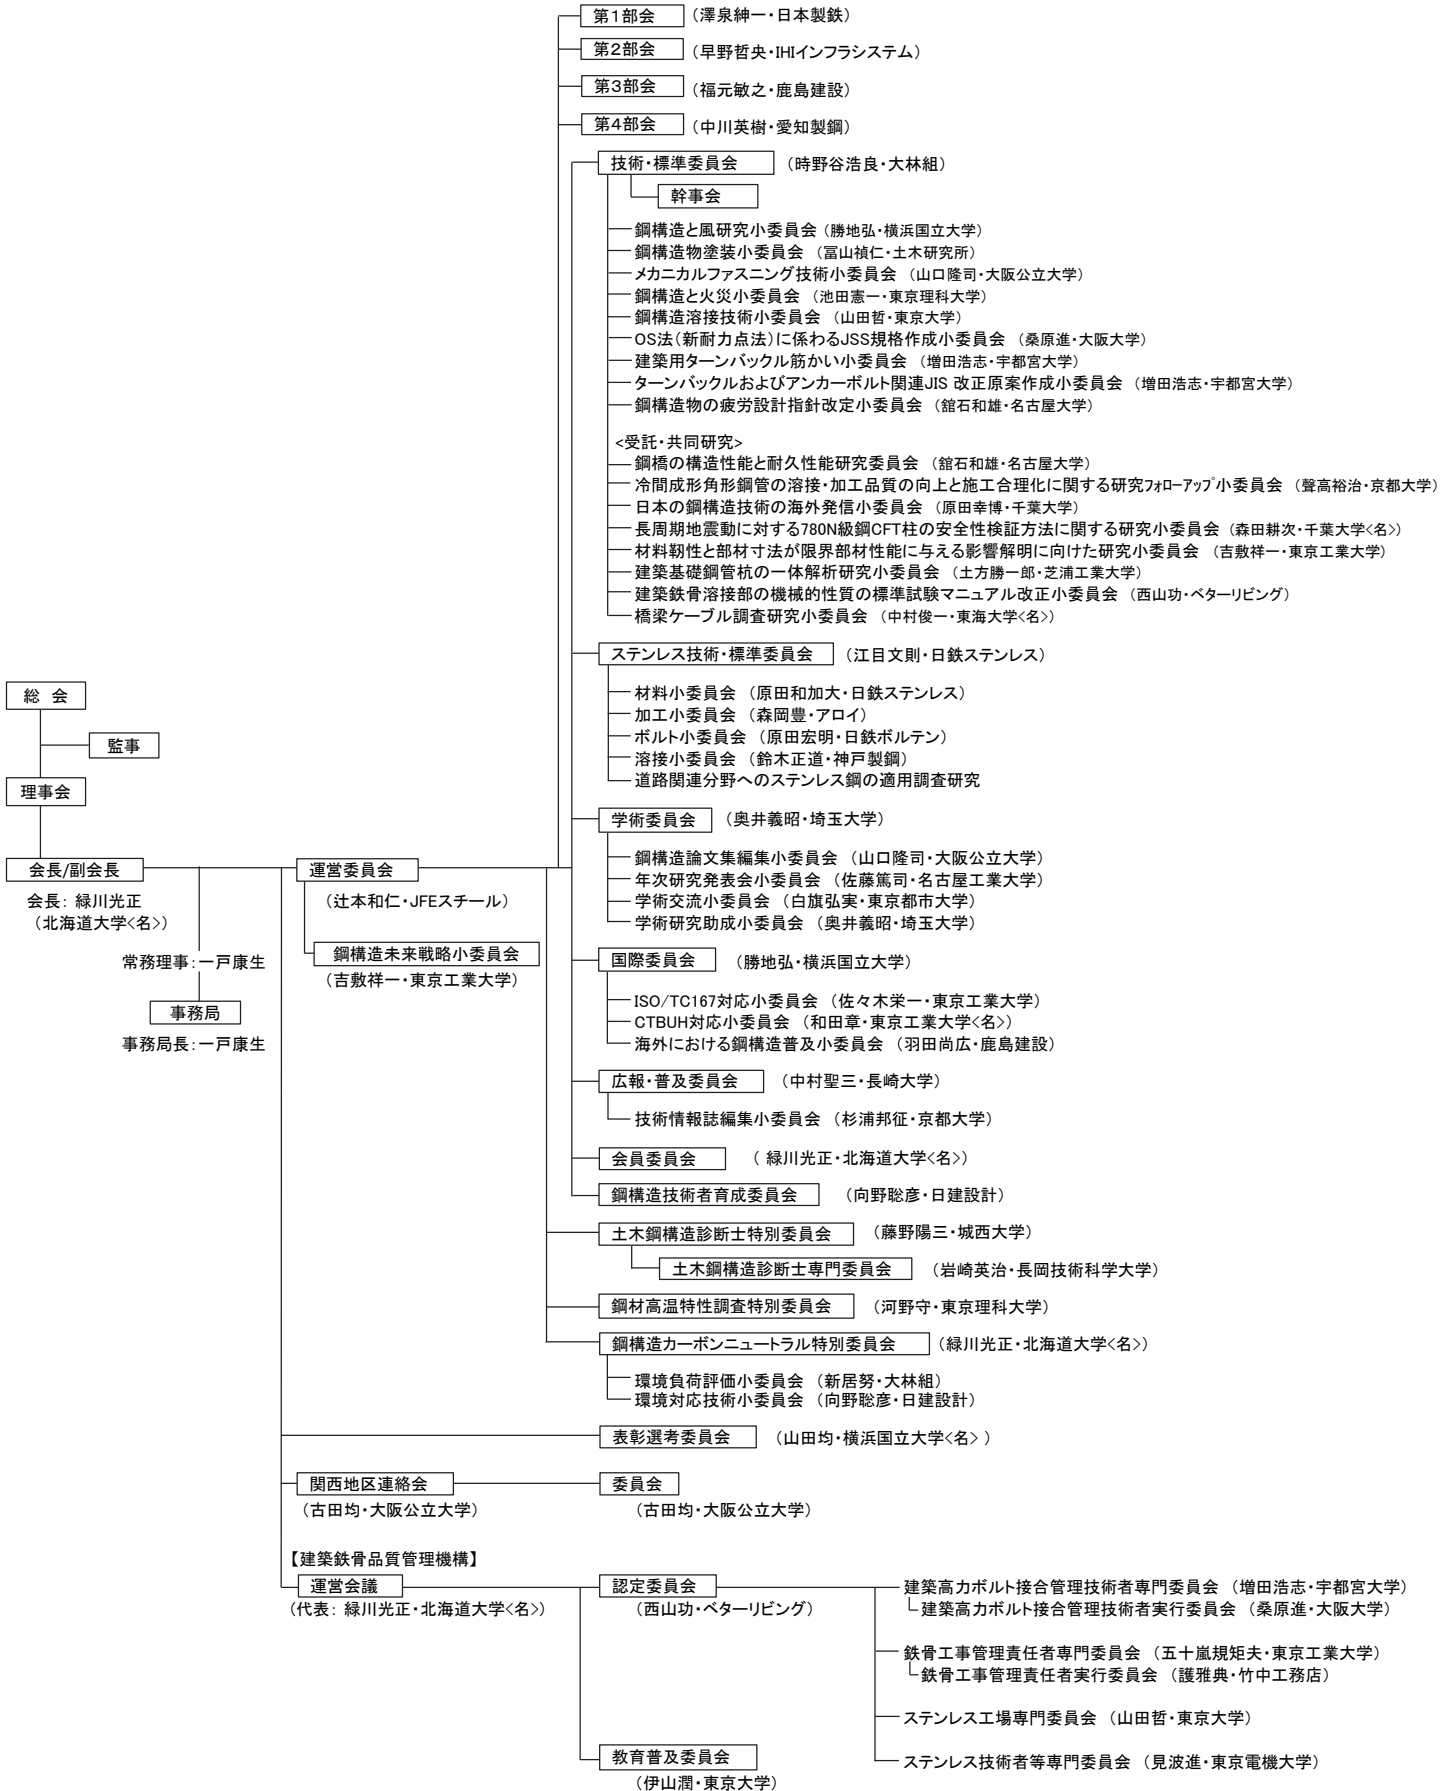 第1部会 （澤泉紳一・日本製鉄）
第2部会 （早野哲央・IHIインフラシステム）
第3部会 （福元敏之・鹿島建設）
第4部会 （中川英樹・愛知製鋼）
技術・標準委員会 （時野谷浩良・大林組）
幹事会
鋼構造と風研究小委員会 （勝地弘・横浜国立大学）
鋼構造物塗装小委員会 （冨山禎仁・土木研究所）
メカニカルファスニング技術小委員会 （山口隆司・大阪公立大学）
鋼構造と火災小委員会 （池田憲一・東京理科大学）
鋼構造溶接技術小委員会 （山田哲・東京大学）
OS法（新耐力点法）に係わるJSS規格作成小委員会 （桑原進・大阪大学）
建築用ターンバックル筋かい小委員会 （増田浩志・宇都宮大学）
ターンバックルおよびアンカーボルト関連JIS 改正原案作成小委員会 （増田浩志・宇都宮大学）
鋼構造物の疲労設計指針改定小委員会 （舘石和雄・名古屋大学）
<受託・共同研究>
鋼橋の構造性能と耐久性能研究委員会 （舘石和雄・名古屋大学）
冷間成形角形鋼管の溶接・加工品質の向上と施工合理化に関する研究ﾌｫﾛｰｱｯﾌﾟ小委員会 （聲高裕治・京都大学）
日本の鋼構造技術の海外発信小委員会 （原田幸博・千葉大学）
長周期地震動に対する780N級鋼CFT柱の安全性検証方法に関する研究小委員会 （森田耕次・千葉大学<名>）
材料靭性と部材寸法が限界部材性能に与える影響解明に向けた研究小委員会 （吉敷祥一・東京工業大学）
建築基礎鋼管杭の一体解析研究小委員会 （土方勝一郎・芝浦工業大学）
建築鉄骨溶接部の機械的性質の標準試験マニュアル改正小委員会 （西山功・ベターリビング）
橋梁ケーブル調査研究小委員会 （中村俊一・東海大学<名>）
ステンレス技術・標準委員会 （江目文則・日鉄ステンレス）
材料小委員会 （原田和加大・日鉄ステンレス）
加工小委員会 （森岡豊・アロイ）
ボルト小委員会 （原田宏明・日鉄ボルテン）
溶接小委員会 （鈴木正道・神戸製鋼）
道路関連分野へのステンレス鋼の適用調査研究
総 会
監事
理事会
会長/副会長
会長： 緑川光正
（北海道大学<名>）
常務理事：一戸康生
事務局
事務局長：一戸康生
運営委員会
（辻本和仁・JFEスチール）
鋼構造未来戦略小委員会
（吉敷祥一・東京工業大学）
学術委員会 （奥井義昭・埼玉大学）
鋼構造論文集編集小委員会 （山口隆司・大阪公立大学）
年次研究発表会小委員会 （佐藤篤司・名古屋工業大学）
学術交流小委員会 （白旗弘実・東京都市大学）
学術研究助成小委員会 （奥井義昭・埼玉大学）
国際委員会 （勝地弘・横浜国立大学）
ISO/TC167対応小委員会 （佐々木栄一・東京工業大学）
CTBUH対応小委員会 （和田章・東京工業大学<名>）
海外における鋼構造普及小委員会 （羽田尚広・鹿島建設）
広報・普及委員会 （中村聖三・長崎大学）
技術情報誌編集小委員会 （杉浦邦征・京都大学）
会員委員会 （ 緑川光正・北海道大学<名>）
鋼構造技術者育成委員会 （向野聡彦・日建設計）
土木鋼構造診断士特別委員会 （藤野陽三・城西大学）
土木鋼構造診断士専門委員会 （岩崎英治・長岡技術科学大学）
鋼材高温特性調査特別委員会 （河野守・東京理科大学）
鋼構造カーボンニュートラル特別委員会 （緑川光正・北海道大学<名>）
環境負荷評価小委員会 （新居努・大林組）
環境対応技術小委員会 （向野聡彦・日建設計）
表彰選考委員会 （山田均・横浜国立大学<名> ）
関西地区連絡会 委員会
（古田均・大阪公立大学） （古田均・大阪公立大学）
【建築鉄骨品質管理機構】
運営会議
（代表： 緑川光正・北海道大学<名>）
認定委員会
（西山功・ベターリビング）
建築高力ボルト接合管理技術者専門委員会 （増田浩志・宇都宮大学）
建築高力ボルト接合管理技術者実行委員会 （桑原進・大阪大学）
鉄骨工事管理責任者専門委員会 （五十嵐規矩夫・東京工業大学）
鉄骨工事管理責任者実行委員会 （護雅典・竹中工務店）
ステンレス工場専門委員会 （山田哲・東京大学）
ステンレス技術者等専門委員会 （見波進・東京電機大学）
教育普及委員会
（伊山潤・東京大学）